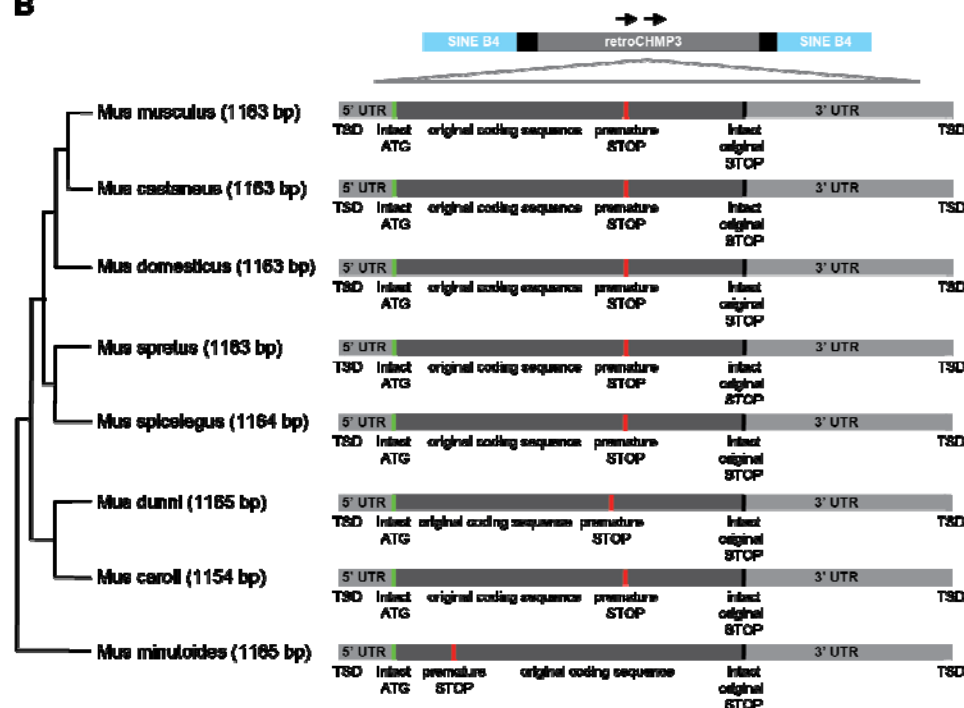 B
SINE B4 retroCHMP3 SINE B4
Mus musculus (1163 bp) 5' UTR 3' UTR
TSD Intact original coding sequence premature Intact TSD
ATG STOP original
STOP
Mus castaneus (1163 bp) 5' UTR 3' UTR
TSD Intact original coding sequence premature Intact TSD
ATG STOP original
STOP
Mus domesticus (1163 bp) 5' UTR 3' UTR
TSD Intact original coding sequence premature Intact TSD
ATG STOP original
STOP
Mus spretus (1163 bp) 5' UTR 3' UTR
TSD Intact original coding sequence premature intact TSD
ATG STOP original
STOP
Mus spicelegus (1164 bp) 5' UTR 3' UTR
TSD Intact original coding sequence premature Intact TSD
ATG STOP original
STOP
Mus dunni (1165 bp) 5' UTR 3' UTR
TSD Intact original coding sequence premature Intact TSD
ATG STOP original
STOP
Mus caroli (1154 bp) 5' UTR 3' UTR
TSD Intact original coding sequence premature intact TSD
ATG STOP original
STOP
Mus minutoides (1165 bp) 5' UTR 3' UTR
TSD Intact premature original coding sequence Intact TSD
ATG STOP original
STOP